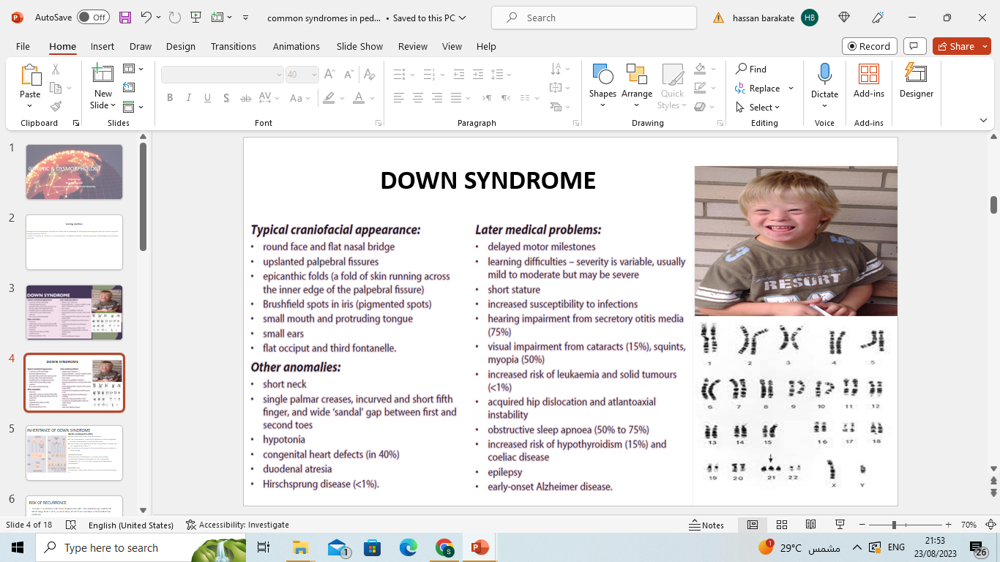 AutoSave Off common syndromes in ped... • Saved to this PC Search hassan barakate HB
File Home Insert Draw Design Transitions Animations Slide Show Review View Help Record Share
40
Paste New Slide B I U S ab AV Aa A Shapes Arrange Quick Styles Find Replace Select Dictate Add-ins Designer
Clipboard Slides Font Paragraph Drawing Editing Voice Add-ins
1
GENETIC & DYSMORPHOLOGY
2
3
DOWN SYNDROME
4
DOWN SYNDROME
5
INHERITANCE OF DOWN SYNDROME
6
RISK OF RECURRENCE
DOWN SYNDROME
Typical craniofacial appearance:
• round face and flat nasal bridge
• upslanted palpebral fissures
• epicanthic folds (a fold of skin running across
the inner edge of the palpebral fissure)
• Brushfield spots in iris (pigmented spots)
• small mouth and protruding tongue
• small ears
• flat occiput and third fontanelle.
Other anomalies:
• short neck
• single palmar creases, incurved and short fifth
finger, and wide ‘sandal’ gap between first and
second toes
• hypotonia
• congenital heart defects (in 40%)
• duodenal atresia
• Hirschsprung disease (<1%).
Later medical problems:
• delayed motor milestones
• learning difficulties – severity is variable, usually
mild to moderate but may be severe
• short stature
• increased susceptibility to infections
• hearing impairment from secretory otitis media
(75%)
• visual impairment from cataracts (15%), squints,
myopia (50%)
• increased risk of leukaemia and solid tumours
(<1%)
• acquired hip dislocation and atlantoaxial
instability
• obstructive sleep apnoea (50% to 75%)
• increased risk of hypothyroidism (15%) and
coeliac disease
• epilepsy
• early-onset Alzheimer disease.
RESORT
1 2 3 4 5
6 7 8 9 10 11 12
13 14 15 16 17 18
19 20 21 22 X Y
Slide 4 of 18 English (United States) Accessibility: Investigate Notes 70%
Type here to search 1 1 29°C مشمس ENG 21:53
23/08/2023 26